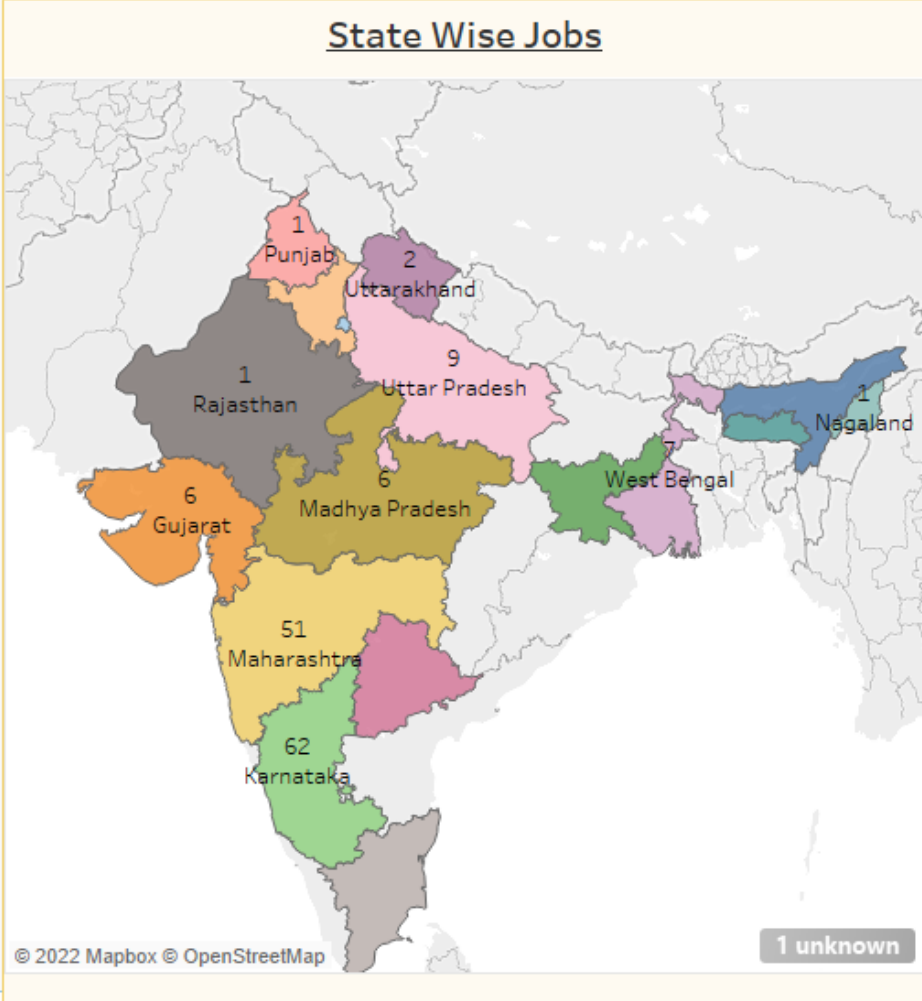 State Wise Jobs
1
Punjab
2
Uttarakhand
9
Uttar Pradesh
1
Rajasthan
1
Nagaland
7
West Bengal
6
Gujarat
6
Madhya Pradesh
51
Maharashtra
62
Karnataka
© 2022 Mapbox © OpenStreetMap
1 unknown